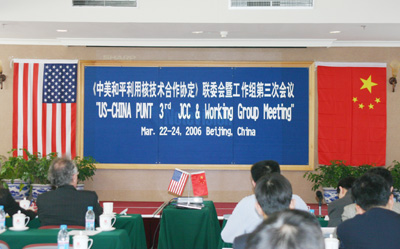 《中美和平利用核技术合作协定》联委会暨工作组第三次会议
"US-CHINA PUNT 3rd JCC & Working Group Meeting"
Mar. 22-24, 2006 Beijing, China